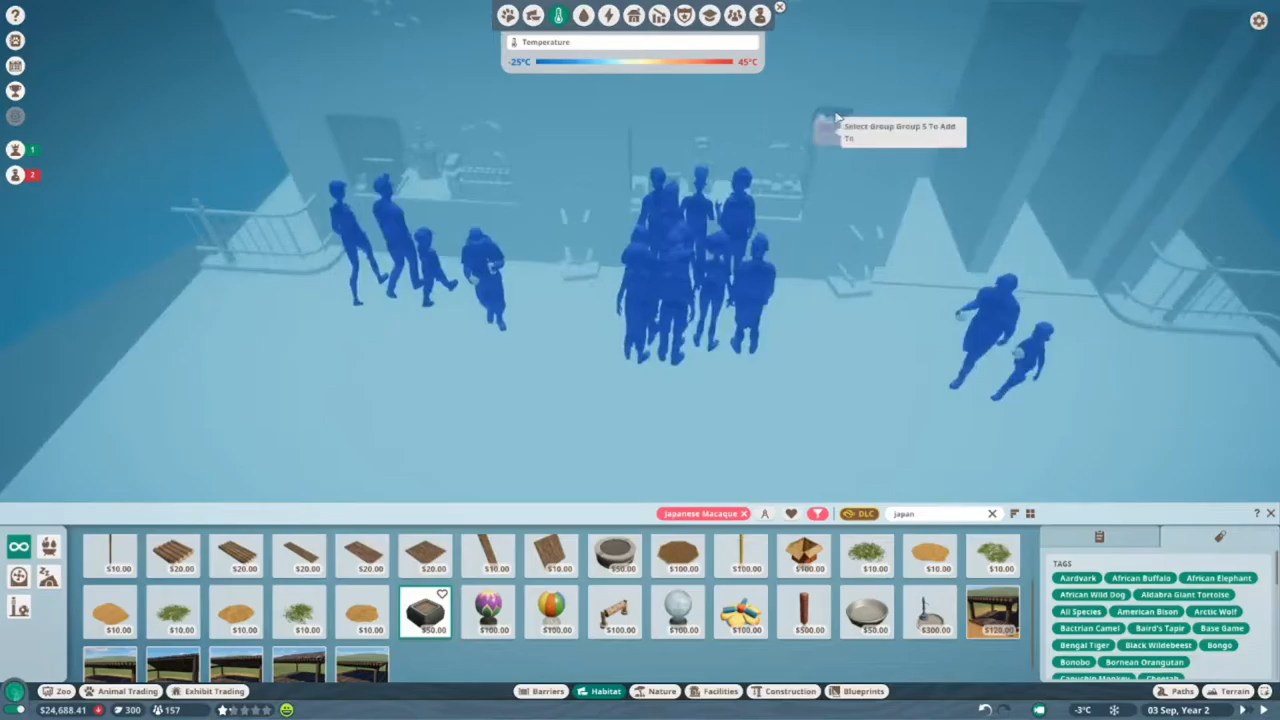 Temperature
-25°C 45°C
Select Group Group 5 To Add
To
1
2
Japanese Macaque DLC japan
?
$10.00 $20.00 $20.00 $20.00 $20.00 $20.00 $10.00 $10.00 $50.00 $100.00 $100.00 $100.00 $10.00 $10.00 $10.00
$10.00 $10.00 $10.00 $10.00 $10.00 $50.00 $100.00 $100.00 $100.00 $100.00 $100.00 $500.00 $50.00 $300.00 $128.00
TAGS
Aardvark African Buffalo African Elephant
African Wild Dog Aldabra Giant Tortoise
All Species American Bison Arctic Wolf
Bactrian Camel Baird's Tapir Base Game
Bengal Tiger Black Wildebeest Bongo
Bonobo Bornean Orangutan
Capuchin Monkey Cheetah
Zoo Animal Trading Exhibit Trading Barriers Habitat Nature Facilities Construction Blueprints Paths Terrain
$24,688.41 300 157 -3°C 03 Sep, Year 2